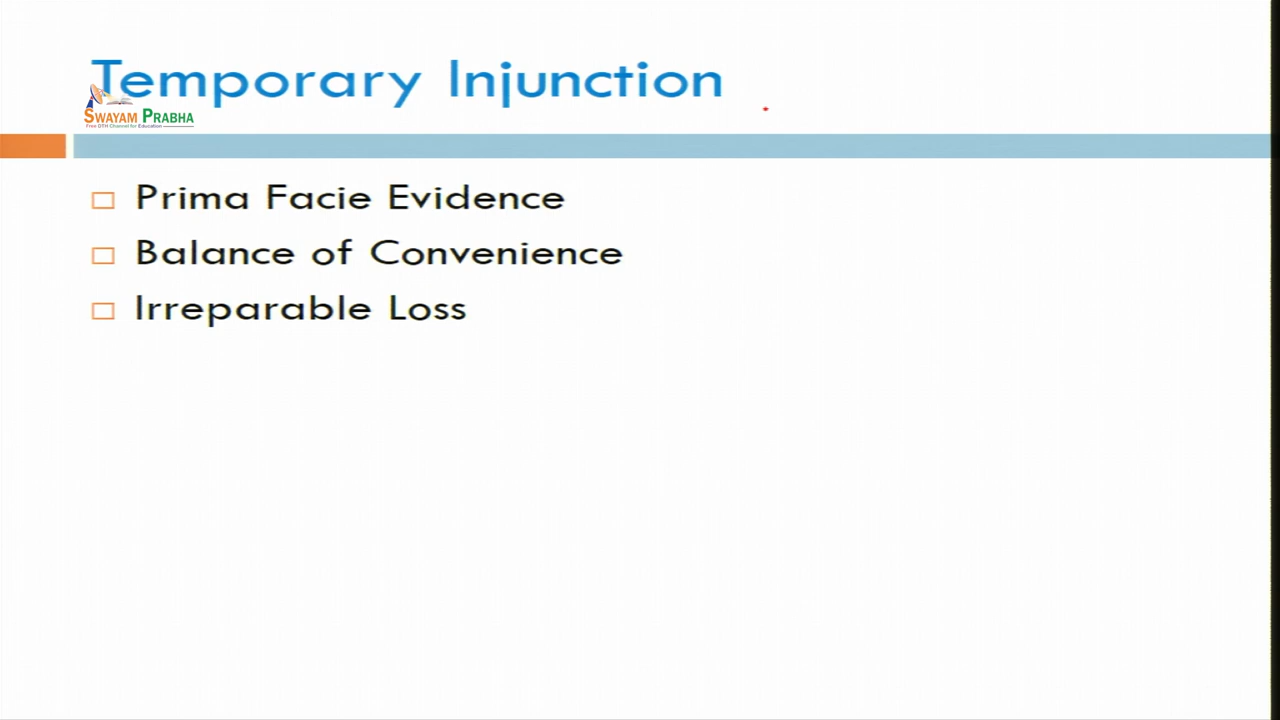 Temporary Injunction
SWAYAM PRABHA
Free DTH Channel for Education
Prima Facie Evidence
Balance of Convenience
Irreparable Loss